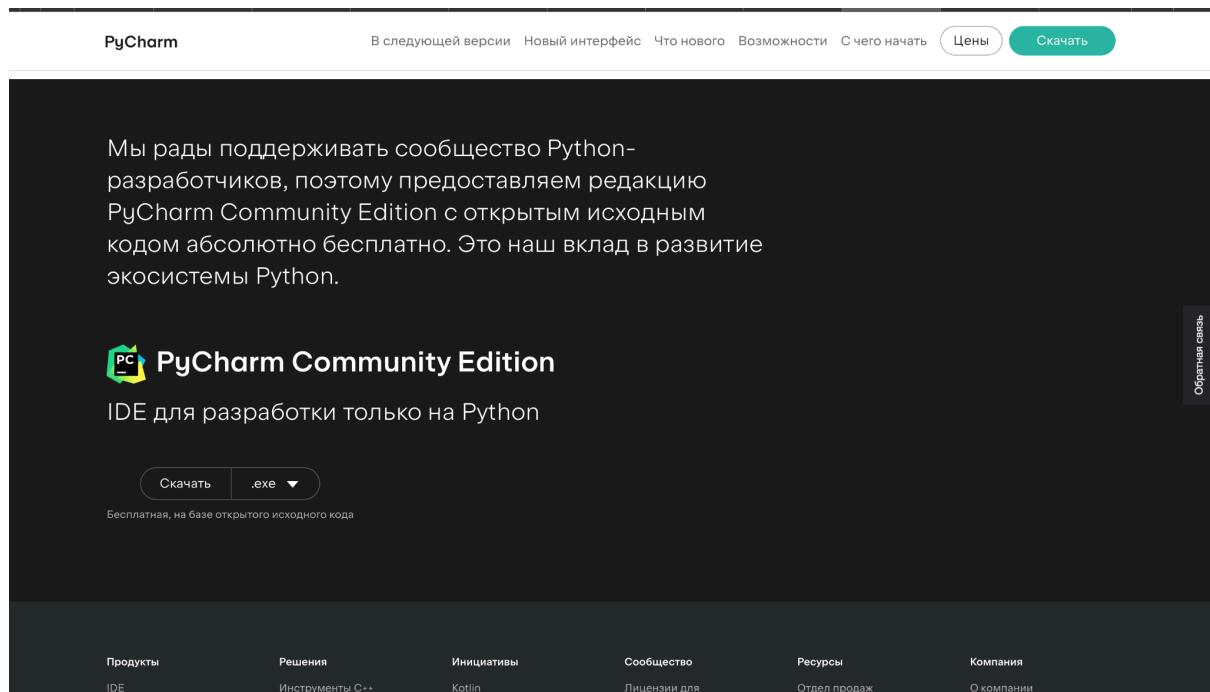 PyCharm
В следующей версии Новый интерфейс Что нового Возможности С чего начать Цены Скачать
Мы рады поддерживать сообщество Python-
разработчиков, поэтому предоставляем редакцию
PyCharm Community Edition с открытым исходным
кодом абсолютно бесплатно. Это наш вклад в развитие
экосистемы Python.
Обратная связь
PC PyCharm Community Edition
IDE для разработки только на Python
Скачать .exe
Бесплатная, на базе открытого исходного кода
Продукты Решения Инициативы Сообщество Ресурсы Компания
IDE Инструменты C++ Kotlin Лицензии для Отдел продаж О компании